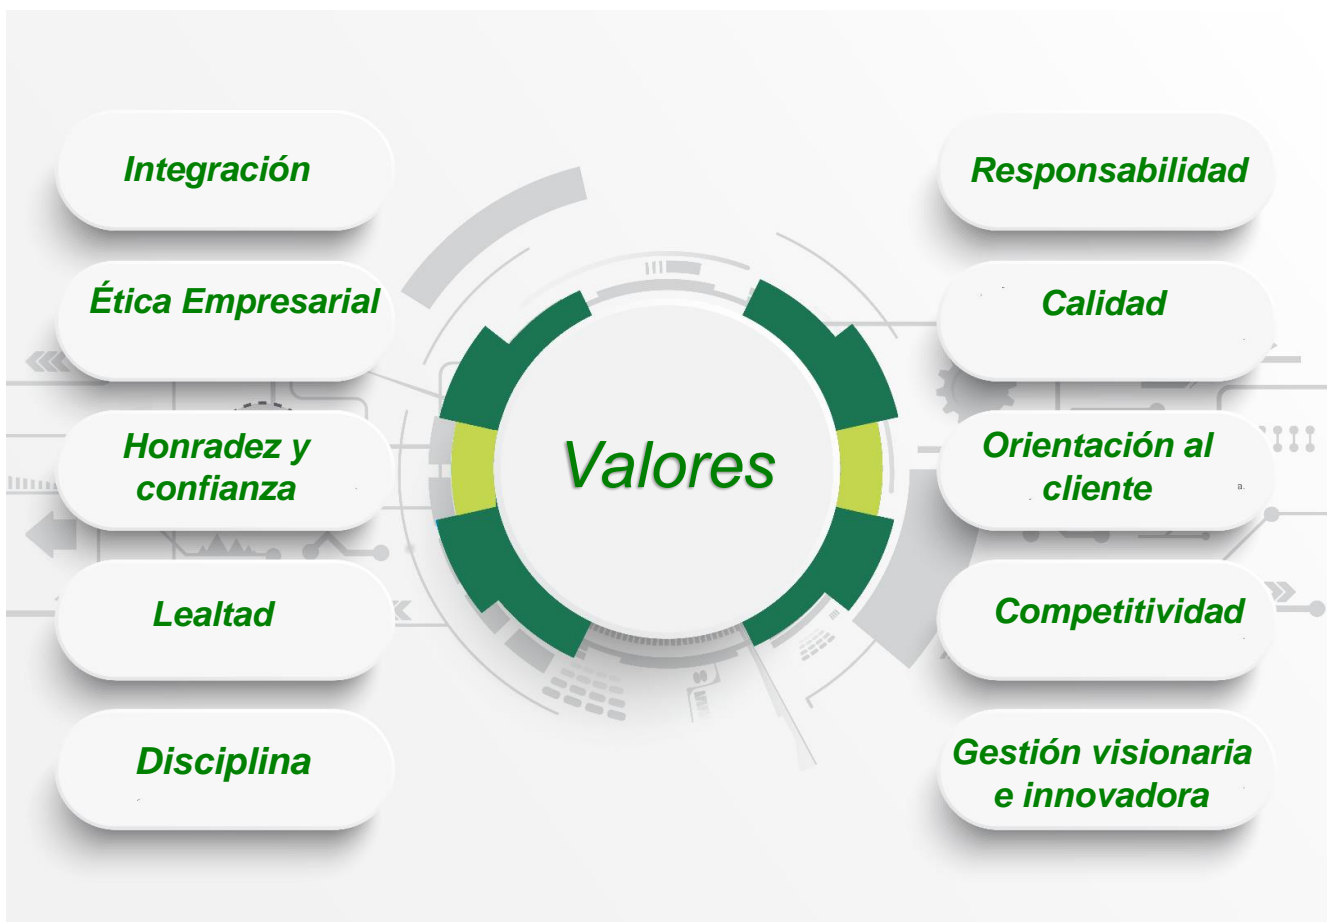 Integración
Ética Empresarial
Honradez y
confianza
Lealtad
Disciplina
Valores
Responsabilidad
Calidad
Orientación al
cliente
a.
Competitividad
Gestión visionaria
e innovadora